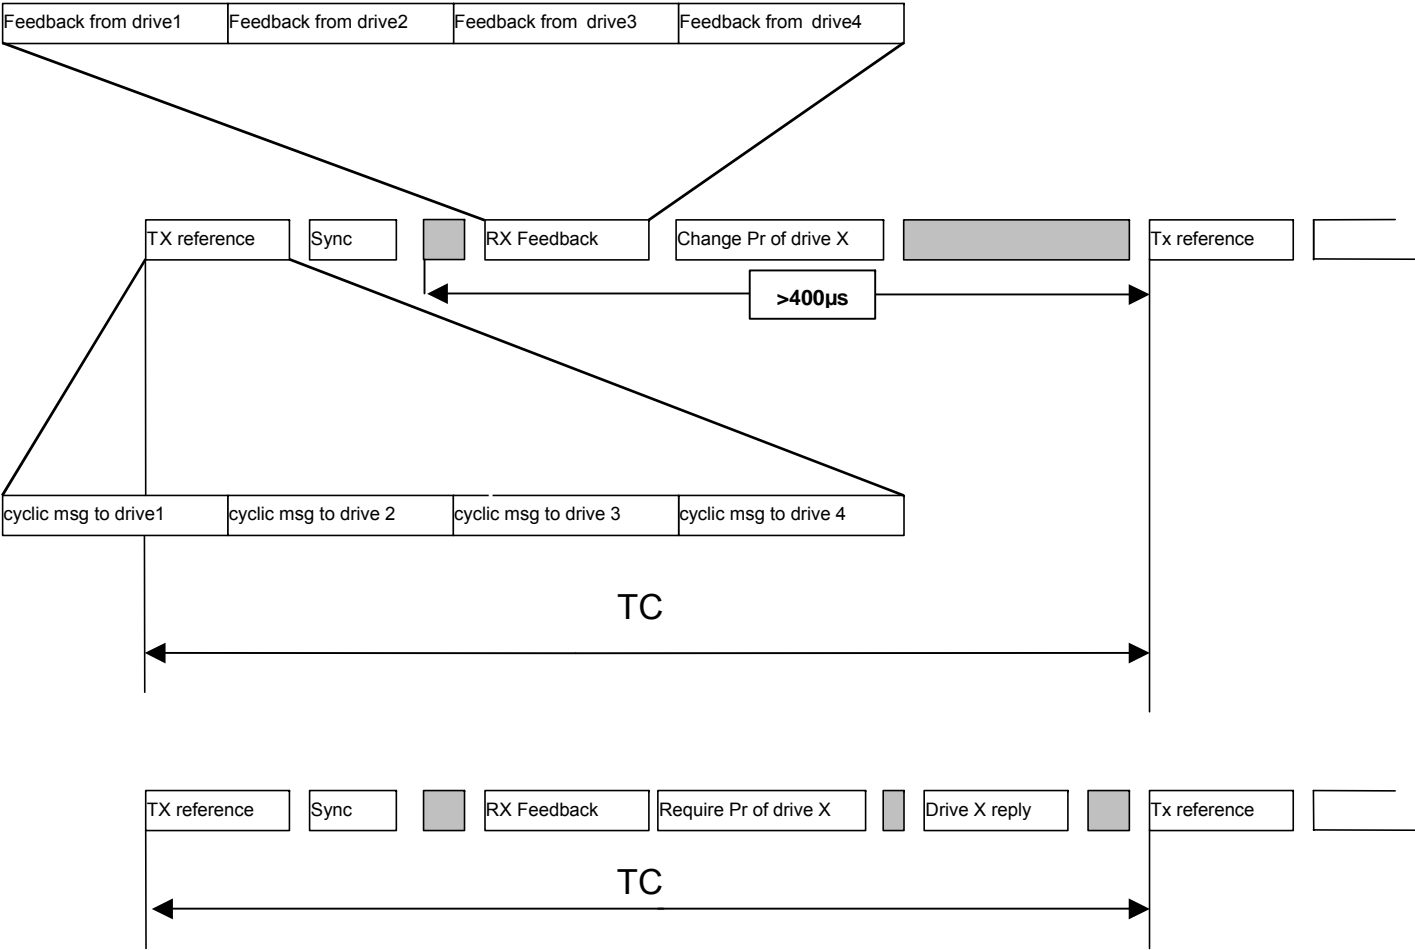 Feedback from drive1
Feedback from drive2
Feedback from drive3
Feedback from drive4
TX reference
Sync
RX Feedback
Change Pr of drive X
Tx reference
>400µs
cyclic msg to drive1
cyclic msg to drive 2
cyclic msg to drive 3
cyclic msg to drive 4
TC
TX reference
Sync
RX Feedback
Require Pr of drive X
Drive X reply
Tx reference
TC